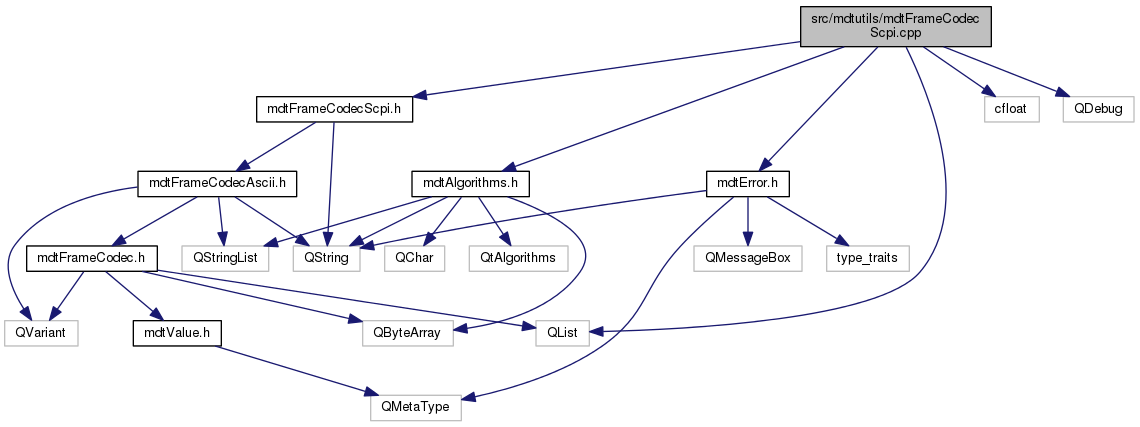 src/mdtutils/mdtFrameCodec
Scpi.cpp
mdtFrameCodecScpi.h
cfloat
QDebug
mdtFrameCodecAscii.h
mdtAlgorithms.h
mdtError.h
mdtFrameCodec.h
QStringList
QString
QChar
QtAlgorithms
QMessageBox
type_traits
QVariant
mdtValue.h
QByteArray
QList
QMetaType